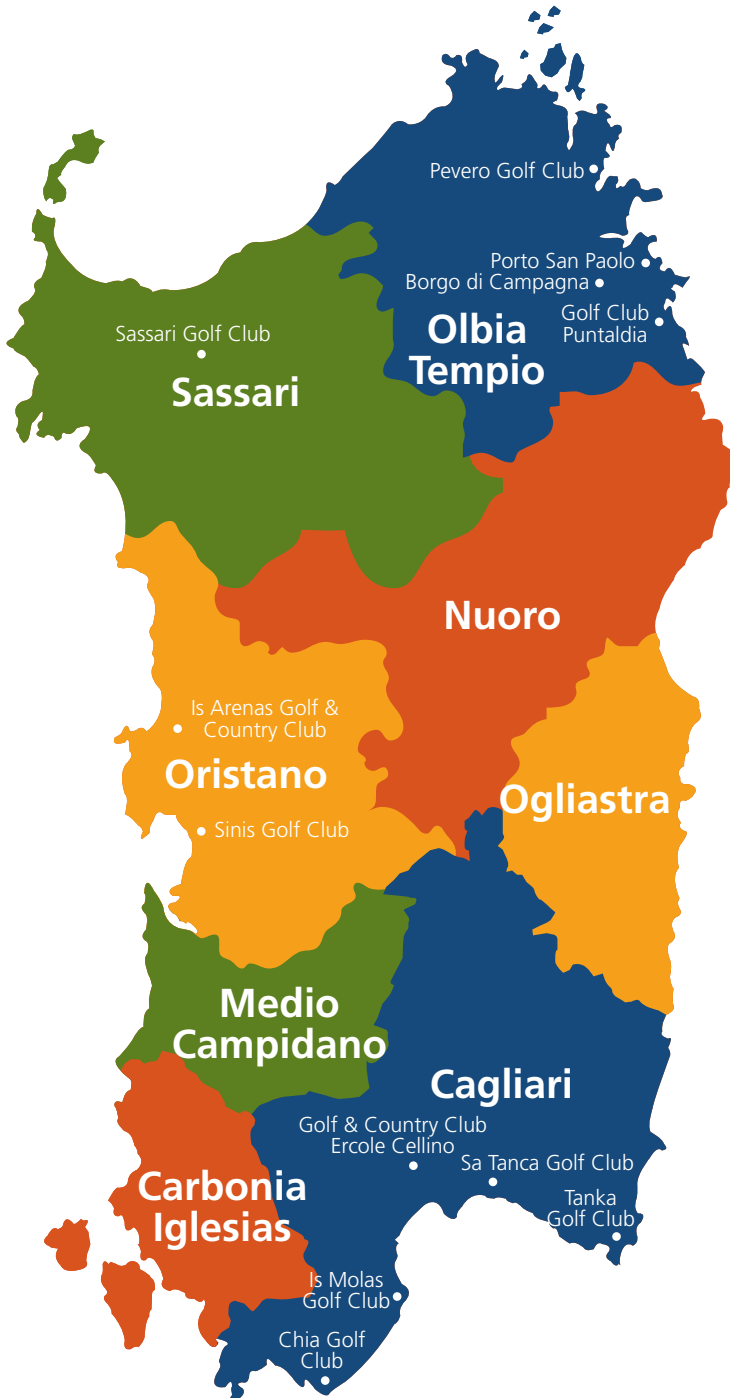 Pevero Golf Club
Porto San Paolo
Borgo di Campagna
Golf Club
Puntaldia
Olbia
Tempio
Sassari Golf Club
Sassari
Nuoro
Is Arenas Golf &
Country Club
Oristano
Ogliastra
Sinis Golf Club
Medio
Campidano
Cagliari
Golf & Country Club
Ercole Cellino
Sa Tanca Golf Club
Tanka
Golf Club
Carbonia
Iglesias
Is Molas
Golf Club
Chia Golf
Club